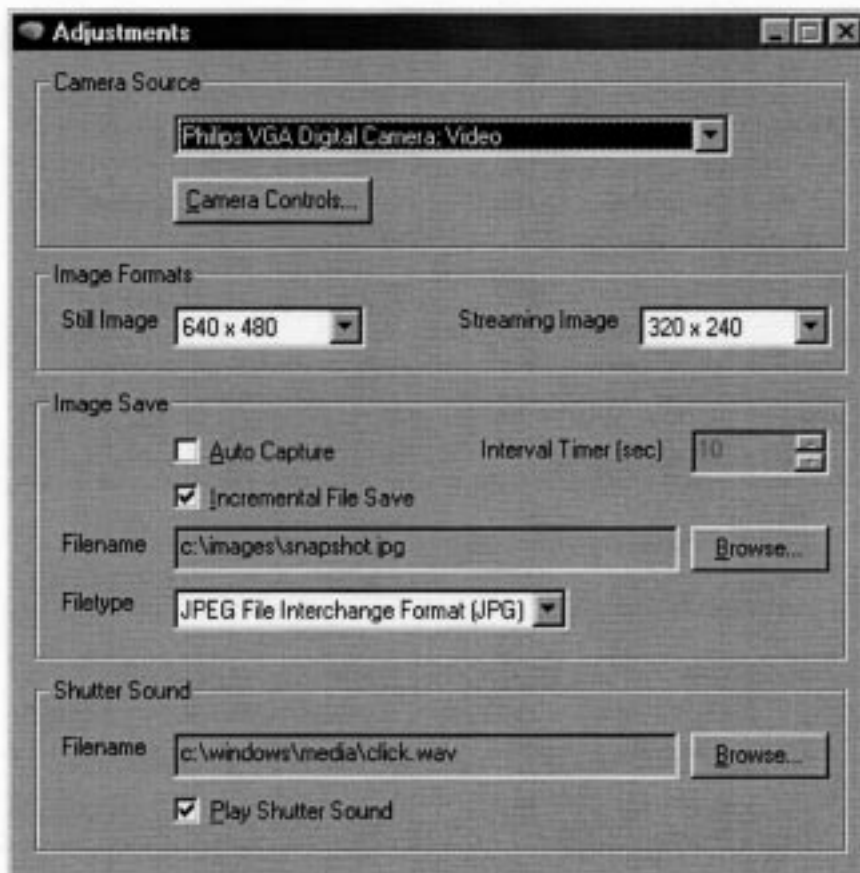 Adjustments
Camera Source
Philips VGA Digital Camera; Video
Camera Controls...
Image Formats
Still Image 640 x 480 Streaming Image 320 x 240
Image Save
Auto Capture Interval Timer (sec) 10
Incremental File Save
Filename c:\images\snapshot.jpg Browse...
Filetype JPEG File Interchange Format (JPG)
Shutter Sound
Filename c:\windows\media\click.wav Browse...
Play Shutter Sound